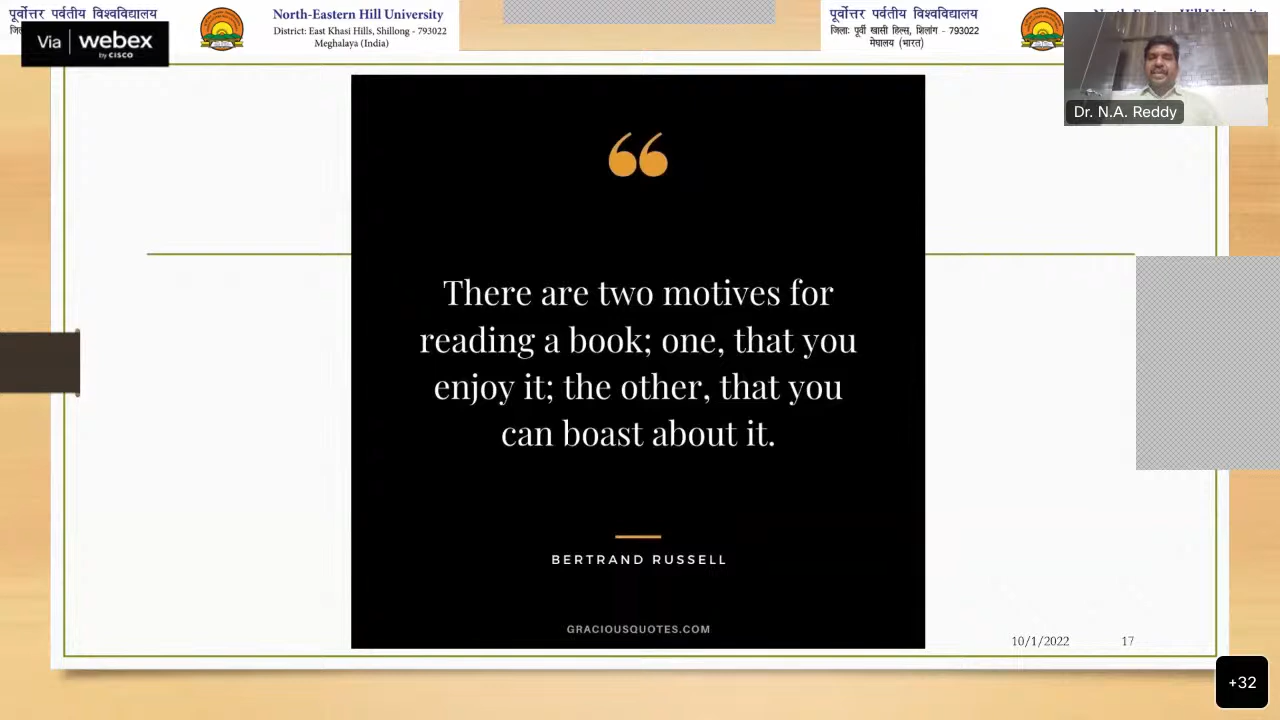 पूर्वोत्तर पर्वतीय विश्वविद्यालय
North-Eastern Hill University
District: East Khasi Hills, Shillong - 793022
Meghalaya (India)
पूर्वोत्तर पर्वतीय विश्वविद्यालय
जिला: पूर्वी खासी हिल्स, शिलांग - 793022
मेघालय (भारत)
Via webex
by CISCO
Dr. N.A. Reddy
There are two motives for
reading a book; one, that you
enjoy it; the other, that you
can boast about it.
BERTRAND RUSSELL
GRACIOUSQUOTES.COM
10/1/2022 17
+32